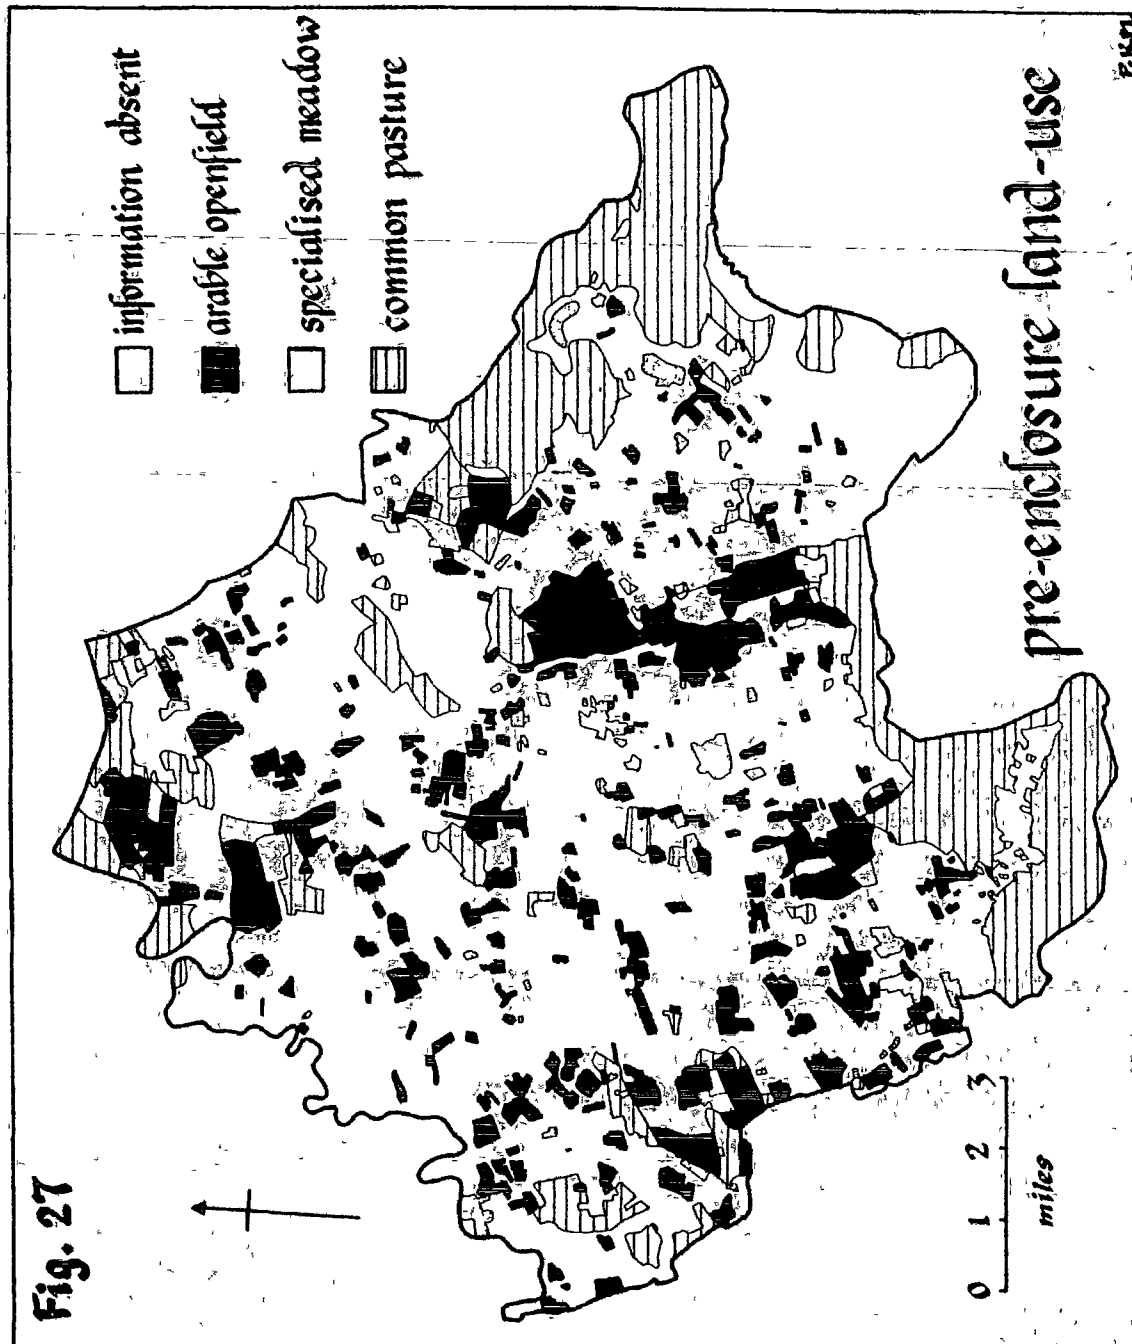 Fig. 27
information absent
arable openfield
specialised meadow
common pasture
0 1 2 3
miles
pre-enclosure land-use